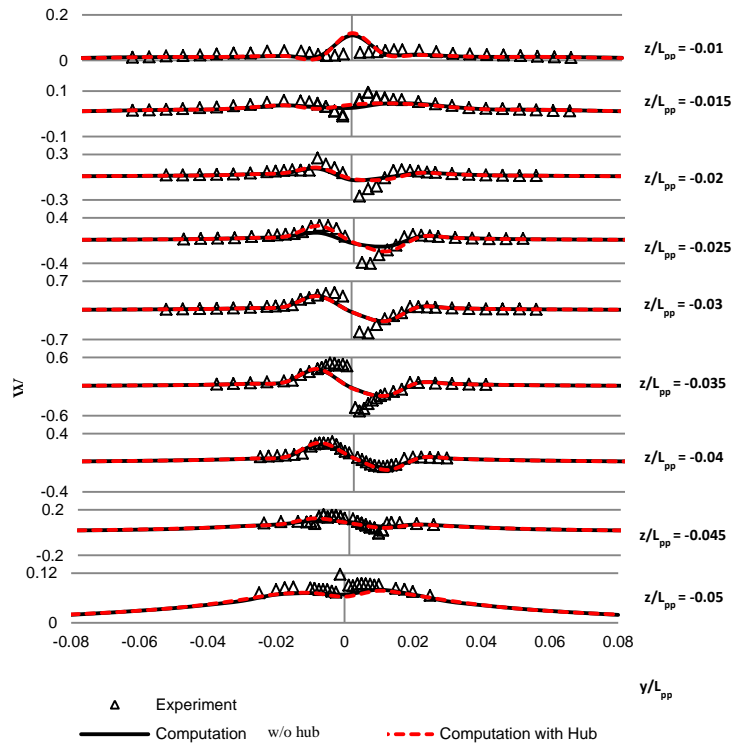 0.2
0
z/Lpp = -0.01
0.1
-0.1
z/Lpp = -0.015
0.3
-0.3
z/Lpp = -0.02
0.4
-0.4
z/Lpp = -0.025
0.7
-0.7
z/Lpp = -0.03
0.6
-0.6
z/Lpp = -0.035
W
0.4
-0.4
z/Lpp = -0.04
0.2
-0.2
z/Lpp = -0.045
0.12
0
z/Lpp = -0.05
-0.08 -0.06 -0.04 -0.02 0 0.02 0.04 0.06 0.08
y/Lpp
Experiment
Computation w/o hub Computation with Hub